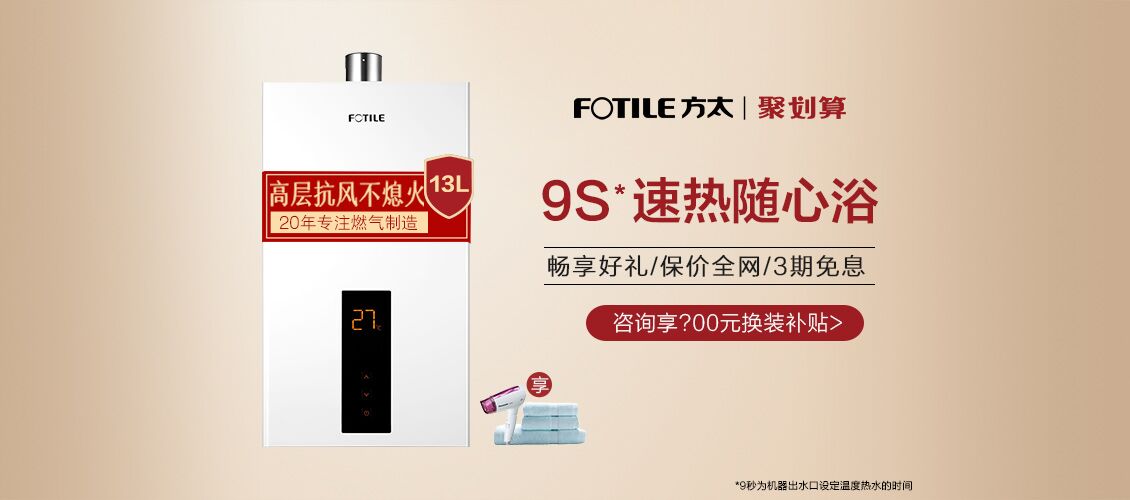 FOTILE
高层抗风不熄火
13L
20年专注燃气制造
27℃
FOTILE方太|聚划算
9S*速热随心浴
畅享好礼/保价全网/3期免息
咨询享?00元换装补贴>
享
*9秒为机器出水口设定温度热水的时间